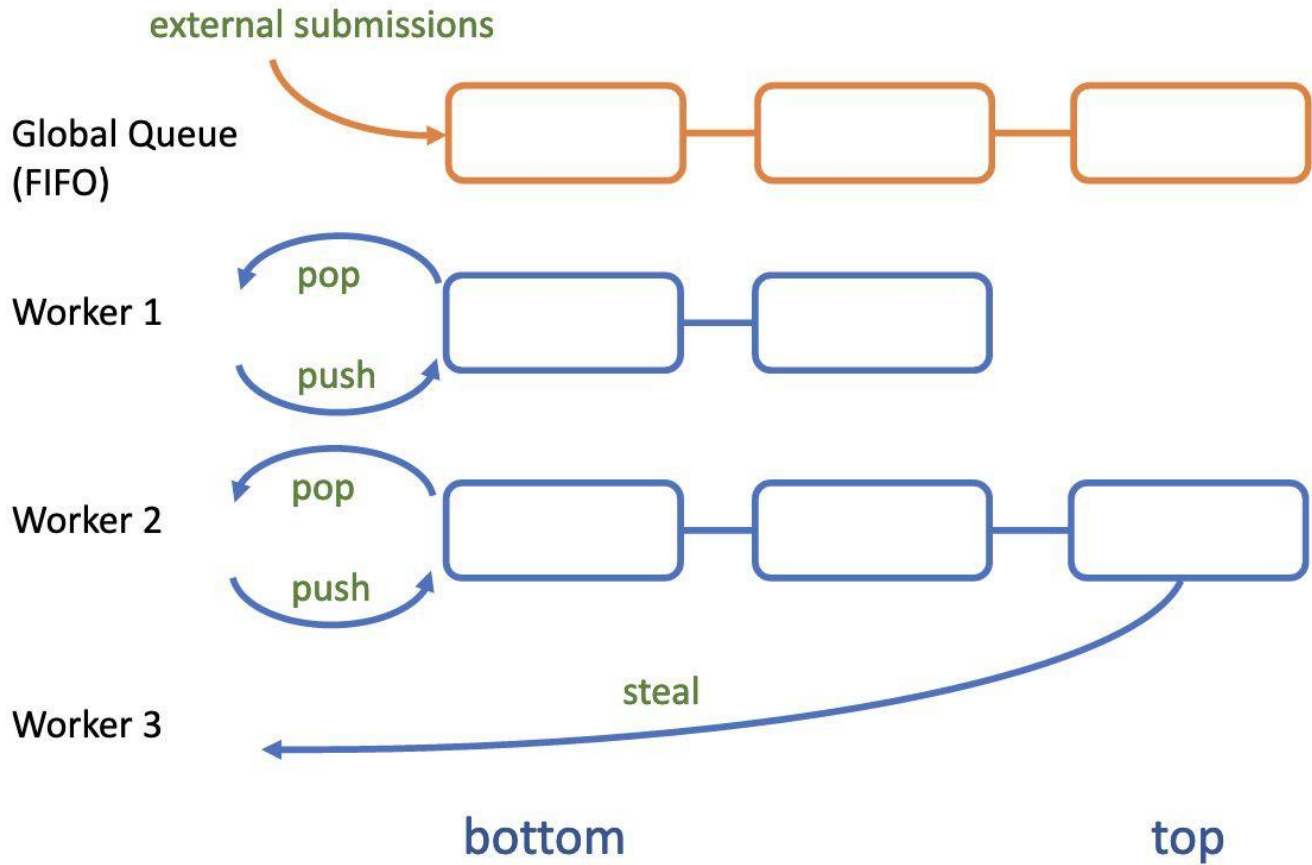 external submissions
Global Queue
(FIFO)
pop
Worker 1
push
pop
Worker 2
push
steal
Worker 3
bottom
top